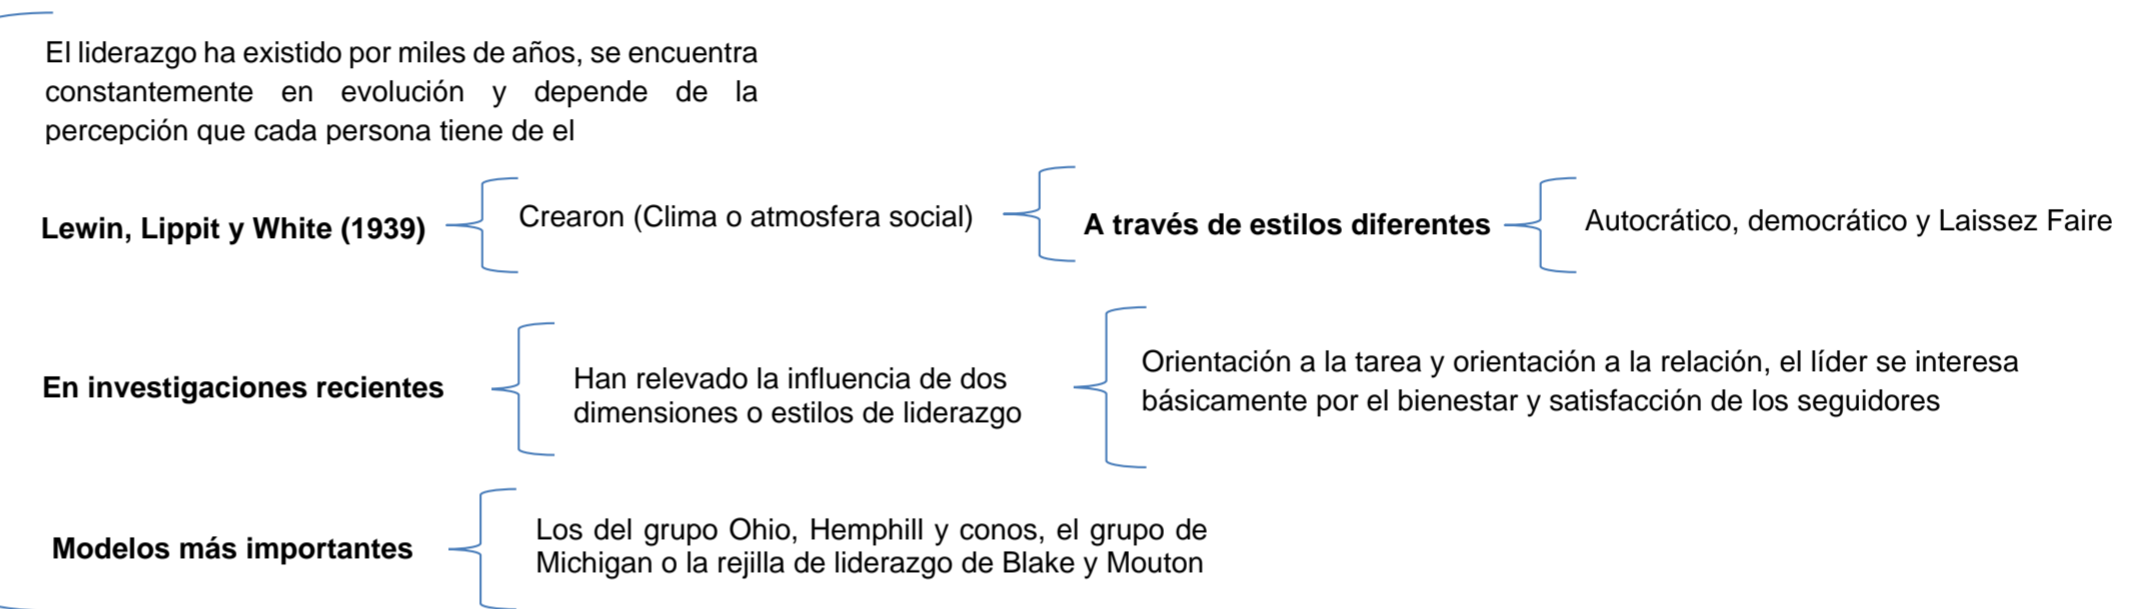 El liderazgo ha existido por miles de años, se encuentra
constantemente en evolución y depende de la
percepción que cada persona tiene de el
Lewin, Lippit y White (1939)
Crearon (Clima o atmosfera social)
A través de estilos diferentes
Autocrático, democrático y Laissez Faire
En investigaciones recientes
Han relevado la influencia de dos
dimensiones o estilos de liderazgo
Orientación a la tarea y orientación a la relación, el líder se interesa
básicamente por el bienestar y satisfacción de los seguidores
Modelos más importantes
Los del grupo Ohio, Hemphill y conos, el grupo de
Michigan o la rejilla de liderazgo de Blake y Mouton